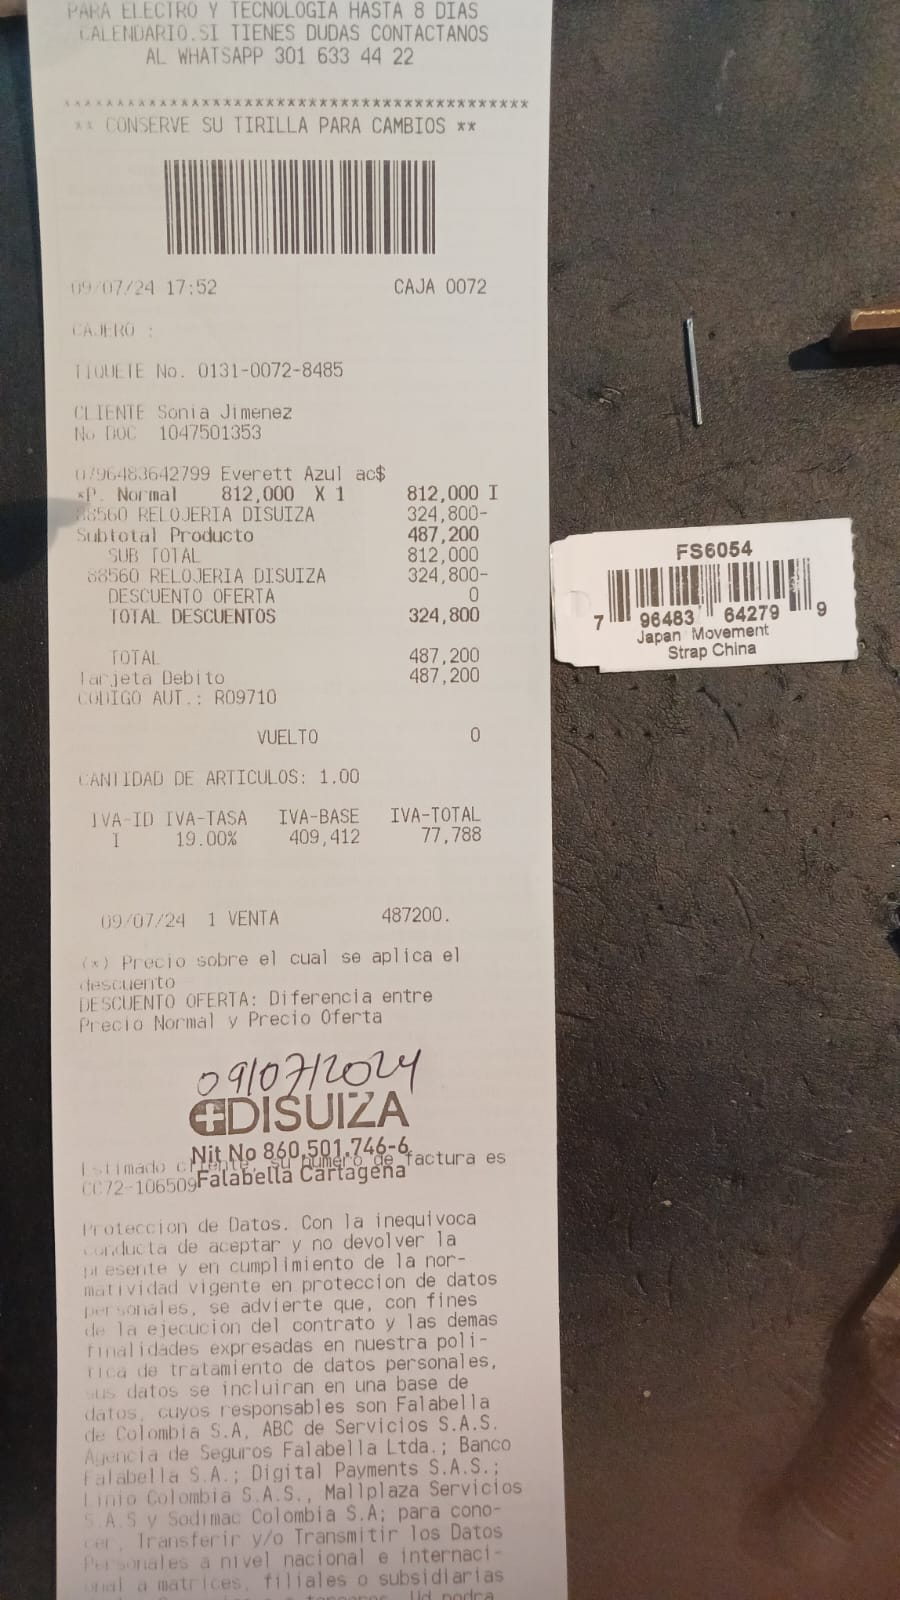 PARA ELECTRO Y TECNOLOGIA HASTA 8 DIAS
CALENDARIO.SI TIENES DUDAS CONTACTANOS
AL WHATSAPP 301 633 44 22
********************************************
** CONSERVE SU TIRILLA PARA CAMBIOS **
09/07/24 17:52 CAJA 0072
CAJERO :
TIQUETE No. 0131-0072-8485
CLIENTE Sonia Jimenez
No DOC 1047501353
0796483642799 Everett Azul ac$
*P. Normal 812,000 X 1 812,000 I
88560 RELOJERIA DISUIZA 324,800-
Subtotal Producto 487,200
SUB TOTAL 812,000
88560 RELOJERIA DISUIZA 324,800-
DESCUENTO OFERTA 0
TOTAL DESCUENTOS 324,800
TOTAL 487,200
Tarjeta Debito 487,200
CODIGO AUT.: R09710
VUELTO 0
CANTIDAD DE ARTICULOS: 1.00
IVA-ID IVA-TASA IVA-BASE IVA-TOTAL
I 19.00% 409,412 77,788
09/07/24 1 VENTA 487200.
(*) Precio sobre el cual se aplica el
descuento
DESCUENTO OFERTA: Diferencia entre
Precio Normal y Precio Oferta
09/07/2024
DISUIZA
Nit No 860.501.746-6
Estimado cliente, su numero de factura es
CC72-106509
Falabella Cartagena
Proteccion de Datos. Con la inequivoca
conducta de aceptar y no devolver la
presente y en cumplimiento de la nor-
matividad vigente en proteccion de datos
personales, se advierte que, con fines
de la ejecucion del contrato y las demas
finalidades expresadas en nuestra poli-
tica de tratamiento de datos personales,
sus datos se incluiran en una base de
datos, cuyos responsables son Falabella
de Colombia S.A, ABC de Servicios S.A.S.
Agencia de Seguros Falabella Ltda.; Banco
Falabella S.A.; Digital Payments S.A.S.;
Linio Colombia S.A.S., Mallplaza Servicios
S.A.S y Sodimac Colombia S.A; para cono-
cer, Transferir y/o Transmitir los Datos
Personales a nivel nacional e internaci-
onal a matrices, filiales o subsidiarias
Ud podra
FS6054
7 96483 64279 9
Japan Movement
Strap China